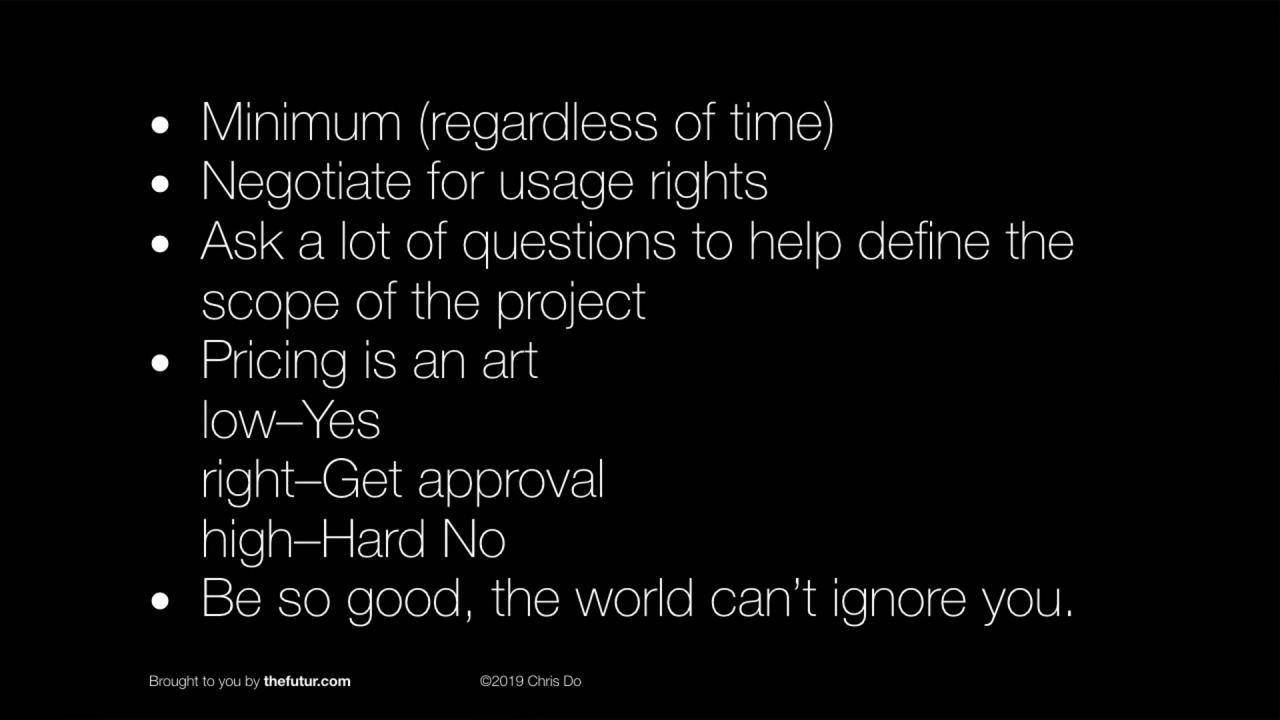 • Minimum (regardless of time)
• Negotiate for usage rights
• Ask a lot of questions to help define the
scope of the project
• Pricing is an art
low–Yes
right–Get approval
high–Hard No
• Be so good, the world can’t ignore you.
Brought to you by thefutur.com ©2019 Chris Do